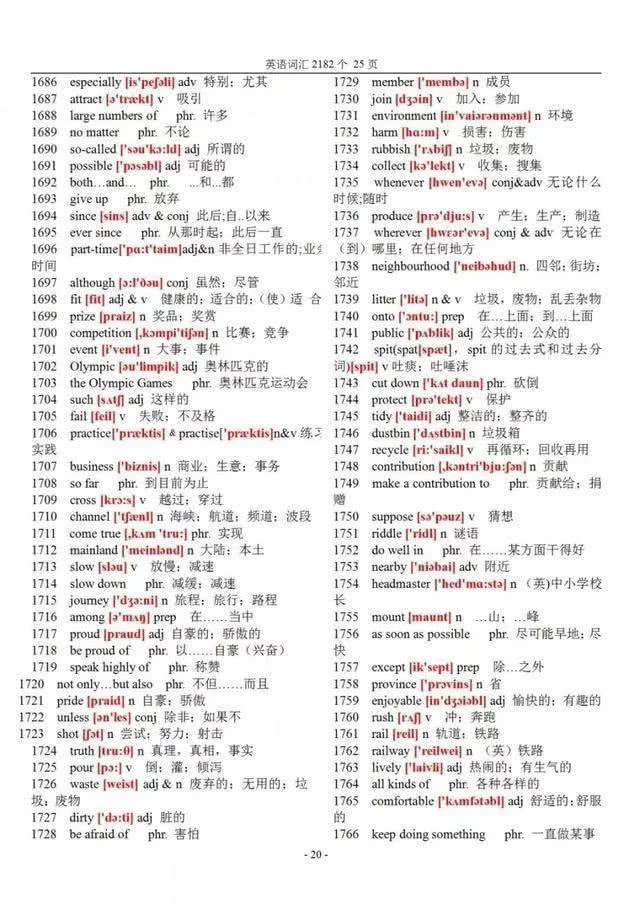 英语词汇 2182 个 25 页
1686 especially [is'peʃəli] adv 特别；尤其
1687 attract [ə'trækt] v 吸引
1688 large numbers of phr. 许多
1689 no matter phr. 不论
1690 so-called ['səu'kɔ:ld] adj 所谓的
1691 possible ['pɔsəbl] adj 可能的
1692 both…and… phr. ...和...都
1693 give up phr. 放弃
1694 since [sins] adv & conj 此后；自..以来
1695 ever since phr. 从那时起；此后一直
1696 part-time['pɑ:t'taim]adj&n 非全日工作的；业余
时间
1697 although [ɔ:l'ðəu] conj 虽然；尽管
1698 fit [fit] adj & v 健康的；适合的；（使）适 合
1699 prize [praiz] n 奖品；奖赏
1700 competition [,kɔmpi'tiʃən] n 比赛；竞争
1701 event [i'vent] n 大事；事件
1702 Olympic [əu'limpik] adj 奥林匹克的
1703 the Olympic Games phr. 奥林匹克运动会
1704 such [sʌtʃ] adj 这样的
1705 fail [feil] v 失败；不及格
1706 practice['præktis] & practise['præktis]n&v 练习
实践
1707 business ['biznis] n 商业；生意；事务
1708 so far phr. 到目前为止
1709 cross [krɔ:s] v 越过；穿过
1710 channel ['tʃænl] n 海峡；航道；频道；波段
1711 come true [,kʌm 'tru:] phr. 实现
1712 mainland ['meinlənd] n 大陆；本土
1713 slow [sləu] v 放慢；减速
1714 slow down phr. 减缓；减速
1715 journey ['dʒə:ni] n 旅程；旅行；路程
1716 among [ə'mʌŋ] prep 在……当中
1717 proud [praud] adj 自豪的；骄傲的
1718 be proud of phr. 以……自豪（兴奋）
1719 speak highly of phr. 称赞
1720 not only…but also phr. 不但……而且
1721 pride [praid] n 自豪；骄傲
1722 unless [ən'les] conj 除非；如果不
1723 shot [ʃɔt] n 尝试；努力；射击
1724 truth [tru:θ] n 真理，真相，事实
1725 pour [pɔ:] v 倒；灌；倾泻
1726 waste [weist] adj & n 废弃的；无用的；垃
圾；废物
1727 dirty ['də:ti] adj 脏的
1728 be afraid of phr. 害怕
1729 member ['membə] n 成员
1730 join [dʒɔin] v 加入；参加
1731 environment [in'vaiərənmənt] n 环境
1732 harm [hɑ:m] v 损害；伤害
1733 rubbish ['rʌbiʃ] n 垃圾；废物
1734 collect [kə'lekt] v 收集；搜集
1735 whenever [hwen'evə] conj&adv 无论什么
时候;随时
1736 produce [prə'dju:s] v 产生；生产；制造
1737 wherever [hwɛər'evə] conj & adv 无论在
（到）哪里；在任何地方
1738 neighbourhood ['neibəhud] n. 四邻；街坊；
邻近
1739 litter ['litə] n & v 垃圾，废物；乱丢杂物
1740 onto ['ɔntu:] prep 在…上面；到…上面
1741 public ['pʌblik] adj 公共的；公众的
1742 spit(spat[spæt]，spit 的过去式和过去分
词)[spit] v 吐痰；吐唾沫
1743 cut down ['kʌt daun] phr. 砍倒
1744 protect [prə'tekt] v 保护
1745 tidy ['taidi] adj 整洁的；整齐的
1746 dustbin ['dʌstbin] n 垃圾箱
1747 recycle [ri:'saikl] v 再循环；回收再用
1748 contribution [,kɔntri'bju:ʃən] n 贡献
1749 make a contribution to phr. 贡献给；捐
赠
1750 suppose [sə'pəuz] v 猜想
1751 riddle ['ridl] n 谜语
1752 do well in phr. 在……某方面干得好
1753 nearby ['niəbai] adv 附近
1754 headmaster ['hed'mɑ:stə] n （英)中小学校
长
1755 mount [maunt] n …山；…峰
1756 as soon as possible phr. 尽可能早地；尽
快
1757 except [ik'sept] prep 除…之外
1758 province ['prɔvins] n 省
1759 enjoyable [in'dʒɔiəbl] adj 愉快的；有趣的
1760 rush [rʌʃ] v 冲；奔跑
1761 rail [reil] n 轨道；铁路
1762 railway ['reilwei] n （英）铁路
1763 lively ['laivli] adj 热闹的；有生气的
1764 all kinds of phr. 各种各样的
1765 comfortable ['kʌmfətəbl] adj 舒适的；舒服
的
1766 keep doing something phr. 一直做某事
- 20 -